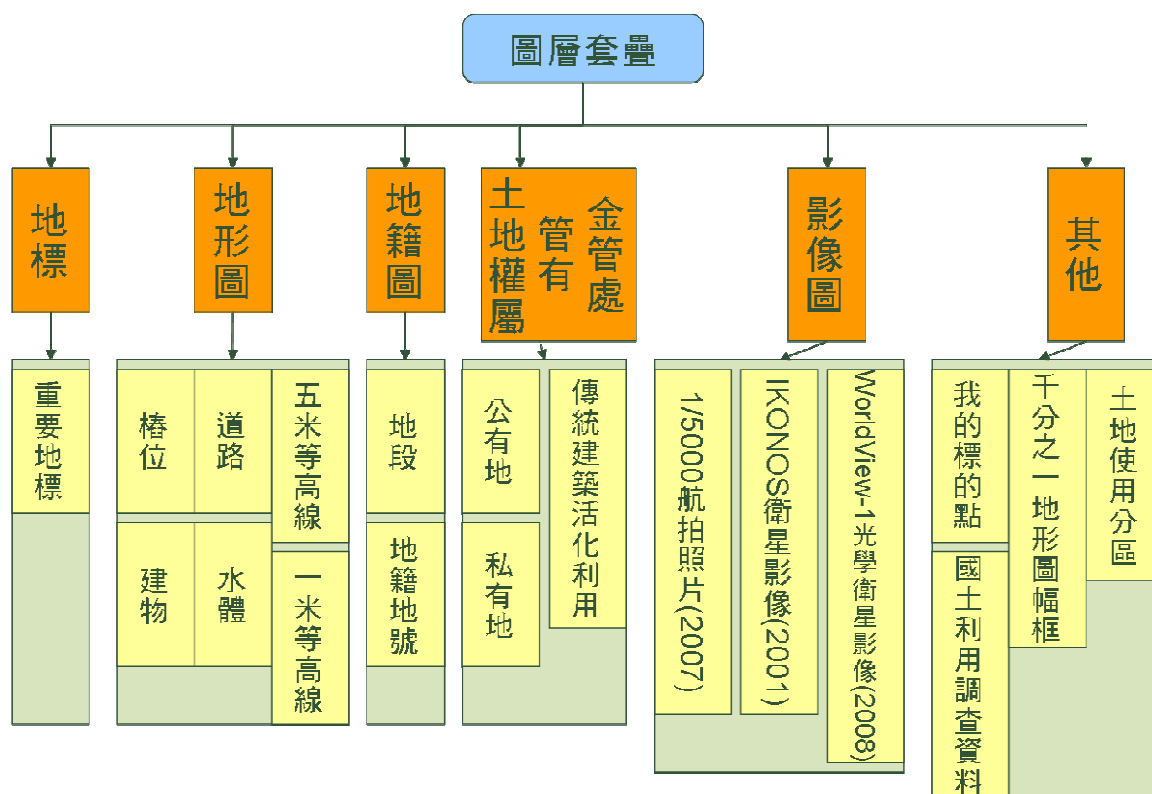 圖層套疊
地標
地形圖
地籍圖
金管處
管有
土地權屬
影像圖
其他
重要地標
樁位
道路
五米等高線
建物
水體
一米等高線
地段
地籍地號
公有地
私有地
傳統建築活化利用
1/5000航拍照片(2007)
IKONOS衛星影像(2001)
WorldView-1光學衛星影像(2008)
我的標的點
國土利用調查資料
千分之一地形圖幅框
土地使用分區